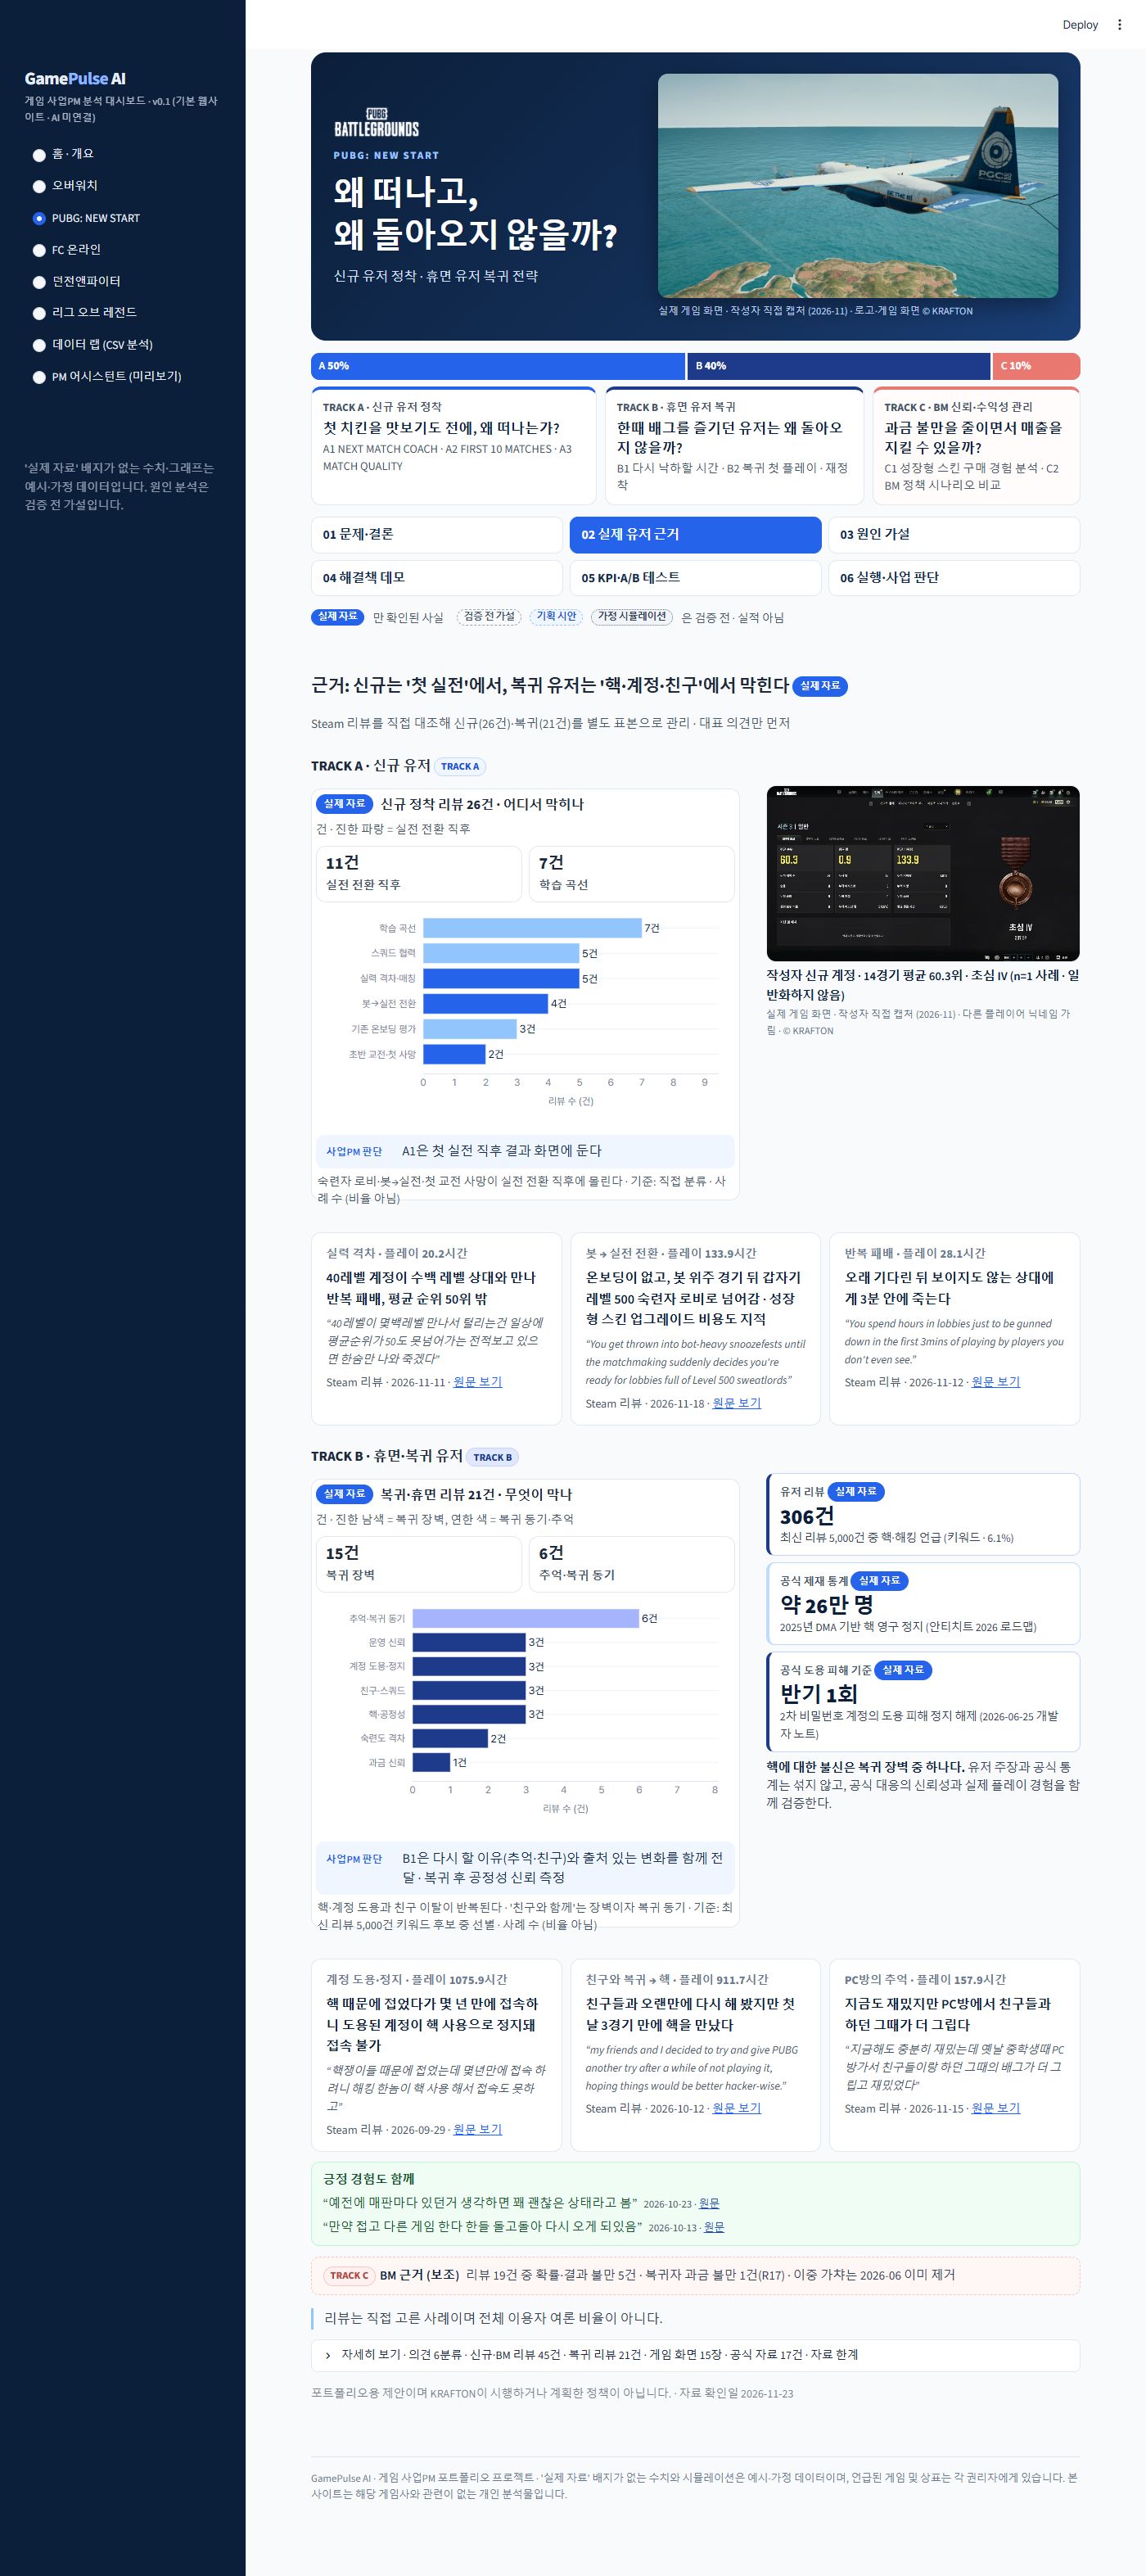 Deploy
GamePulse AI
게임 사업PM 분석 대시보드 · v0.1 (기본 웹사
이트 · AI 미연결)
홈 · 개요
오버워치
PUBG: NEW START
FC 온라인
던전앤파이터
리그 오브 레전드
데이터 랩 (CSV 분석)
PM 어시스턴트 (미리보기)
'실제 자료' 배지가 없는 수치·그래프는
예시·가정 데이터입니다. 원인 분석은
검증 전 가설입니다.
PUBG
BATTLEGROUNDS
PUBG: NEW START
왜 떠나고,
왜 돌아오지 않을까?
신규 유저 정착 · 휴면 유저 복귀 전략
실제 게임 화면 · 작성자 직접 캡처 (2026-11) · 로고·게임 화면 © KRAFTON
A 50%
B 40%
C 10%
TRACK A · 신규 유저 정착
첫 치킨을 맛보기도 전에, 왜 떠나는가?
A1 NEXT MATCH COACH · A2 FIRST 10 MATCHES · A3
MATCH QUALITY
TRACK B · 휴면 유저 복귀
한때 배그를 즐기던 유저는 왜 돌아오
지 않을까?
B1 다시 낙하할 시간 · B2 복귀 첫 플레이 · 재정
착
TRACK C · BM 신뢰·수익성 관리
과금 불만을 줄이면서 매출을
지킬 수 있을까?
C1 성장형 스킨 구매 경험 분석 · C2
BM 정책 시나리오 비교
01 문제·결론
02 실제 유저 근거
03 원인 가설
04 해결책 데모
05 KPI·A/B 테스트
06 실행·사업 판단
실제 자료 만 확인된 사실 검증 전 가설 기획 시안 가정 시뮬레이션 은 검증 전 · 실적 아님
근거: 신규는 '첫 실전'에서, 복귀 유저는 '핵·계정·친구'에서 막힌다 실제 자료
Steam 리뷰를 직접 대조해 신규(26건)·복귀(21건)를 별도 표본으로 관리 · 대표 의견만 먼저
TRACK A · 신규 유저 TRACK A
실제 자료 신규 정착 리뷰 26건 · 어디서 막히나
건 · 진한 파랑 = 실전 전환 직후
11건
실전 전환 직후
7건
학습 곡선
학습 곡선 7건
스쿼드 협력 5건
실력 격차·매칭 5건
봇→실전 전환 4건
기존 온보딩 평가 3건
초반 교전·첫 사망 2건
0 1 2 3 4 5 6 7 8 9
리뷰 수 (건)
사업PM 판단 A1은 첫 실전 직후 결과 화면에 둔다
숙련자 로비·봇→실전·첫 교전 사망이 실전 전환 직후에 몰린다 · 기준: 직접 분류 · 사
례 수 (비율 아님)
60.3
0.9
133.9
초심 IV
작성자 신규 계정 · 14경기 평균 60.3위 · 초심 IV (n=1 사례 · 일
반화하지 않음)
실제 게임 화면 · 작성자 직접 캡처 (2026-11) · 다른 플레이어 닉네임 가
림 · © KRAFTON
실력 격차 · 플레이 20.2시간
40레벨 계정이 수백 레벨 상대와 만나
반복 패배, 평균 순위 50위 밖
“40레벨이 몇백레벨 만나서 털리는건 일상에
평균순위가 50도 못넘어가는 전적보고 있으
면 한숨만 나와 죽겠다”
Steam 리뷰 · 2026-11-11 · 원문 보기
봇 → 실전 전환 · 플레이 133.9시간
온보딩이 없고, 봇 위주 경기 뒤 갑자기
레벨 500 숙련자 로비로 넘어감 · 성장
형 스킨 업그레이드 비용도 지적
“You get thrown into bot-heavy snoozefests until
the matchmaking suddenly decides you're
ready for lobbies full of Level 500 sweatlords”
Steam 리뷰 · 2026-11-18 · 원문 보기
반복 패배 · 플레이 28.1시간
오래 기다린 뒤 보이지도 않는 상대에
게 3분 안에 죽는다
“You spend hours in lobbies just to be gunned
down in the first 3mins of playing by players you
don't even see.”
Steam 리뷰 · 2026-11-12 · 원문 보기
TRACK B · 휴면·복귀 유저 TRACK B
실제 자료 복귀·휴면 리뷰 21건 · 무엇이 막나
건 · 진한 남색 = 복귀 장벽, 연한 색 = 복귀 동기·추억
15건
복귀 장벽
6건
추억·복귀 동기
추억·복귀 동기 6건
운영 신뢰 3건
계정 도용·정지 3건
친구·스쿼드 3건
핵·공정성 3건
숙련도 격차 2건
과금 신뢰 1건
0 1 2 3 4 5 6 7 8
리뷰 수 (건)
사업PM 판단 B1은 다시 할 이유(추억·친구)와 출처 있는 변화를 함께 전
달 · 복귀 후 공정성 신뢰 측정
핵·계정 도용과 친구 이탈이 반복된다 · '친구와 함께'는 장벽이자 복귀 동기 · 기준: 최
신 리뷰 5,000건 키워드 후보 중 선별 · 사례 수 (비율 아님)
유저 리뷰 실제 자료
306건
최신 리뷰 5,000건 중 핵·해킹 언급 (키워드 · 6.1%)
공식 제재 통계 실제 자료
약 26만 명
2025년 DMA 기반 핵 영구 정지 (안티치트 2026 로드맵)
공식 도용 피해 기준 실제 자료
반기 1회
2차 비밀번호 계정의 도용 피해 정지 해제 (2026-06-25 개발
자 노트)
핵에 대한 불신은 복귀 장벽 중 하나다. 유저 주장과 공식 통
계는 섞지 않고, 공식 대응의 신뢰성과 실제 플레이 경험을 함
께 검증한다.
계정 도용·정지 · 플레이 1075.9시간
핵 때문에 접었다가 몇 년 만에 접속하
니 도용된 계정이 핵 사용으로 정지돼
접속 불가
“핵쟁이들 때문에 접었는데 몇년만에 접속 하
려니 해킹 한놈이 핵 사용 해서 접속도 못하
고”
Steam 리뷰 · 2026-09-29 · 원문 보기
친구와 복귀 → 핵 · 플레이 911.7시간
친구들과 오랜만에 다시 해 봤지만 첫
날 3경기 만에 핵을 만났다
“my friends and I decided to try and give PUBG
another try after a while of not playing it,
hoping things would be better hacker-wise.”
Steam 리뷰 · 2026-10-12 · 원문 보기
PC방의 추억 · 플레이 157.9시간
지금도 재밌지만 PC방에서 친구들과
하던 그때가 더 그립다
“지금해도 충분히 재밌는데 옛날 중학생때 PC
방가서 친구들이랑 하던 그때의 배그가 더 그
립고 재밌었다”
Steam 리뷰 · 2026-11-15 · 원문 보기
긍정 경험도 함께
“예전에 매판마다 있던거 생각하면 꽤 괜찮은 상태라고 봄” 2026-10-23 · 원문
“만약 접고 다른 게임 한다 한들 돌고돌아 다시 오게 되있음” 2026-10-13 · 원문
TRACK C BM 근거 (보조) 리뷰 19건 중 확률·결과 불만 5건 · 복귀자 과금 불만 1건(R17) · 이중 가챠는 2026-06 이미 제거
리뷰는 직접 고른 사례이며 전체 이용자 여론 비율이 아니다.
자세히 보기 · 의견 6분류 · 신규·BM 리뷰 45건 · 복귀 리뷰 21건 · 게임 화면 15장 · 공식 자료 17건 · 자료 한계
포트폴리오용 제안이며 KRAFTON이 시행하거나 계획한 정책이 아닙니다. · 자료 확인일 2026-11-23
GamePulse AI · 게임 사업PM 포트폴리오 프로젝트 · '실제 자료' 배지가 없는 수치와 시뮬레이션은 예시·가정 데이터이며, 언급된 게임 및 상표는 각 권리자에게 있습니다. 본
사이트는 해당 게임사와 관련이 없는 개인 분석물입니다.